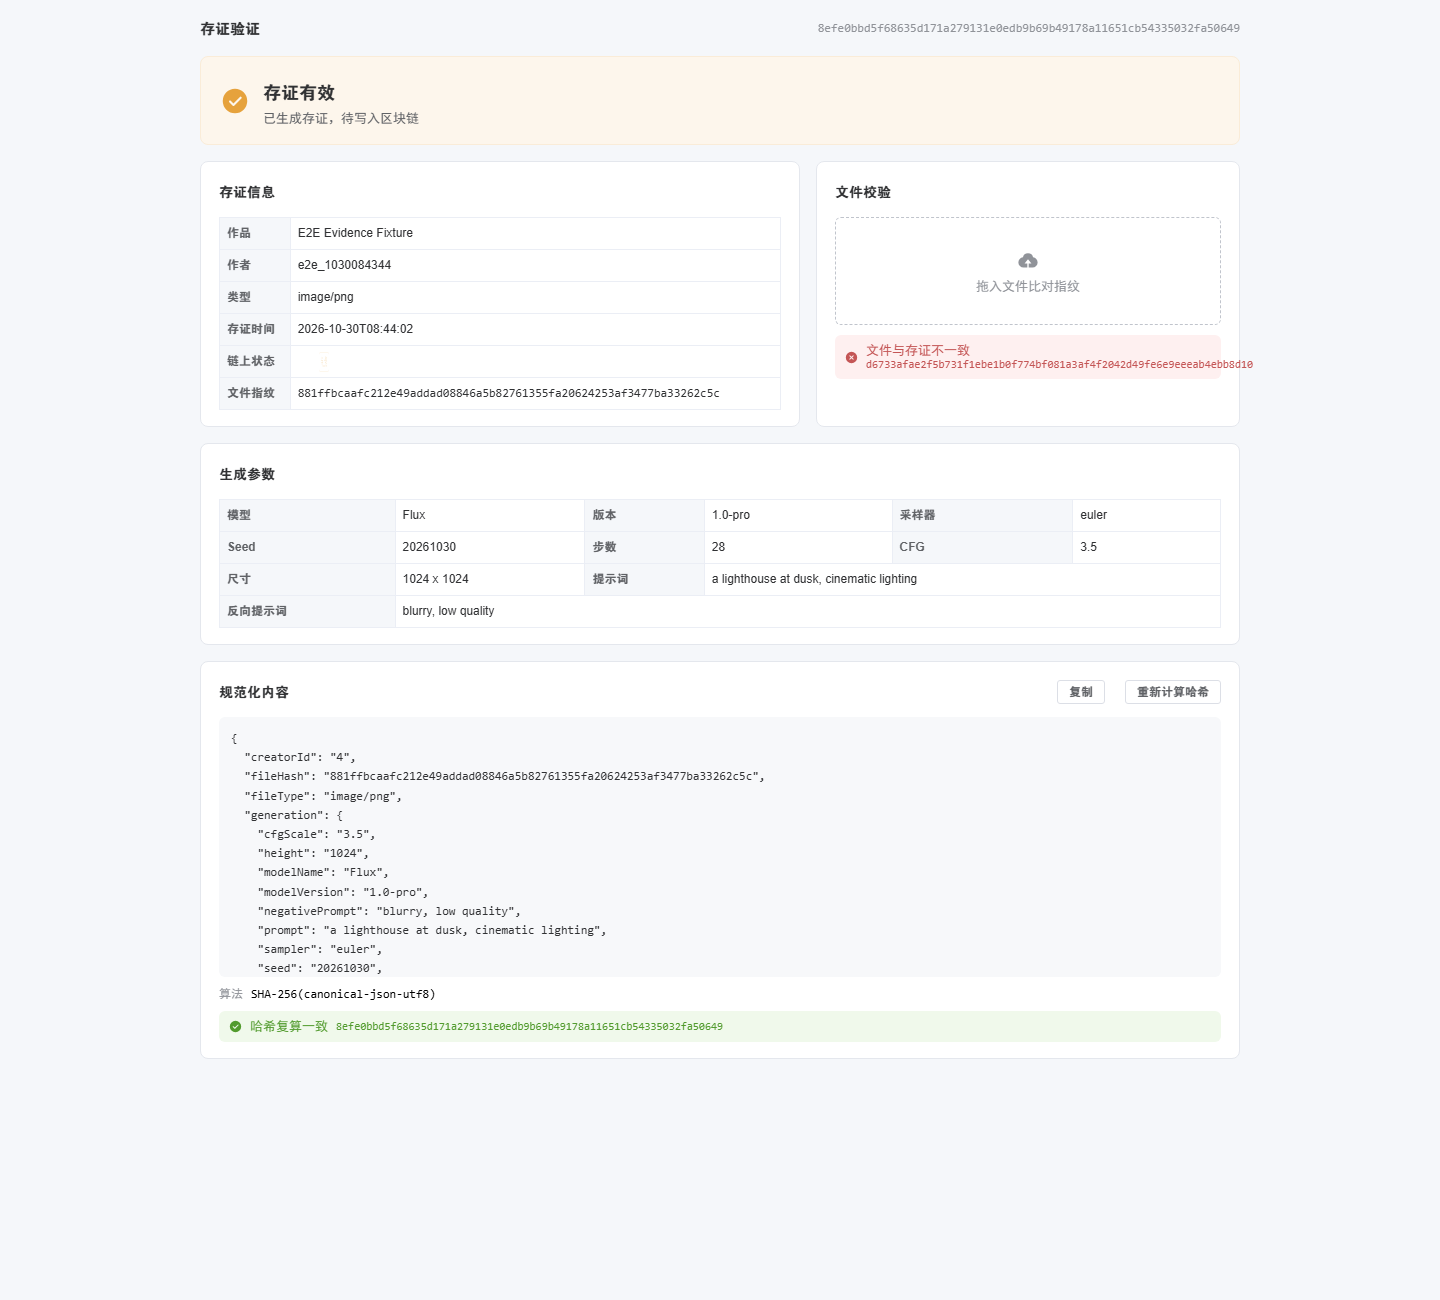 存证验证
8efe0bbd5f68635d171a279131e0edb9b69b49178a11651cb54335032fa50649
存证有效
已生成存证，待写入区块链
存证信息
作品 E2E Evidence Fixture
作者 e2e_1030084344
类型 image/png
存证时间 2026-10-30T08:44:02
链上状态
文件指纹 881ffbcaafc212e49addad08846a5b82761355fa20624253af3477ba33262c5c
文件校验
拖入文件比对指纹
文件与存证不一致
d6733afae2f5b731f1ebe1b0f774bf081a3af4f2042d49fe6e9eeeab4ebb8d10
生成参数
模型 Flux 版本 1.0-pro 采样器 euler
Seed 20261030 步数 28 CFG 3.5
尺寸 1024 x 1024 提示词 a lighthouse at dusk, cinematic lighting
反向提示词 blurry, low quality
规范化内容
复制 重新计算哈希
{
"creatorId": "4",
"fileHash": "881ffbcaafc212e49addad08846a5b82761355fa20624253af3477ba33262c5c",
"fileType": "image/png",
"generation": {
"cfgScale": "3.5",
"height": "1024",
"modelName": "Flux",
"modelVersion": "1.0-pro",
"negativePrompt": "blurry, low quality",
"prompt": "a lighthouse at dusk, cinematic lighting",
"sampler": "euler",
"seed": "20261030",
算法 SHA-256(canonical-json-utf8)
哈希复算一致 8efe0bbd5f68635d171a279131e0edb9b69b49178a11651cb54335032fa50649